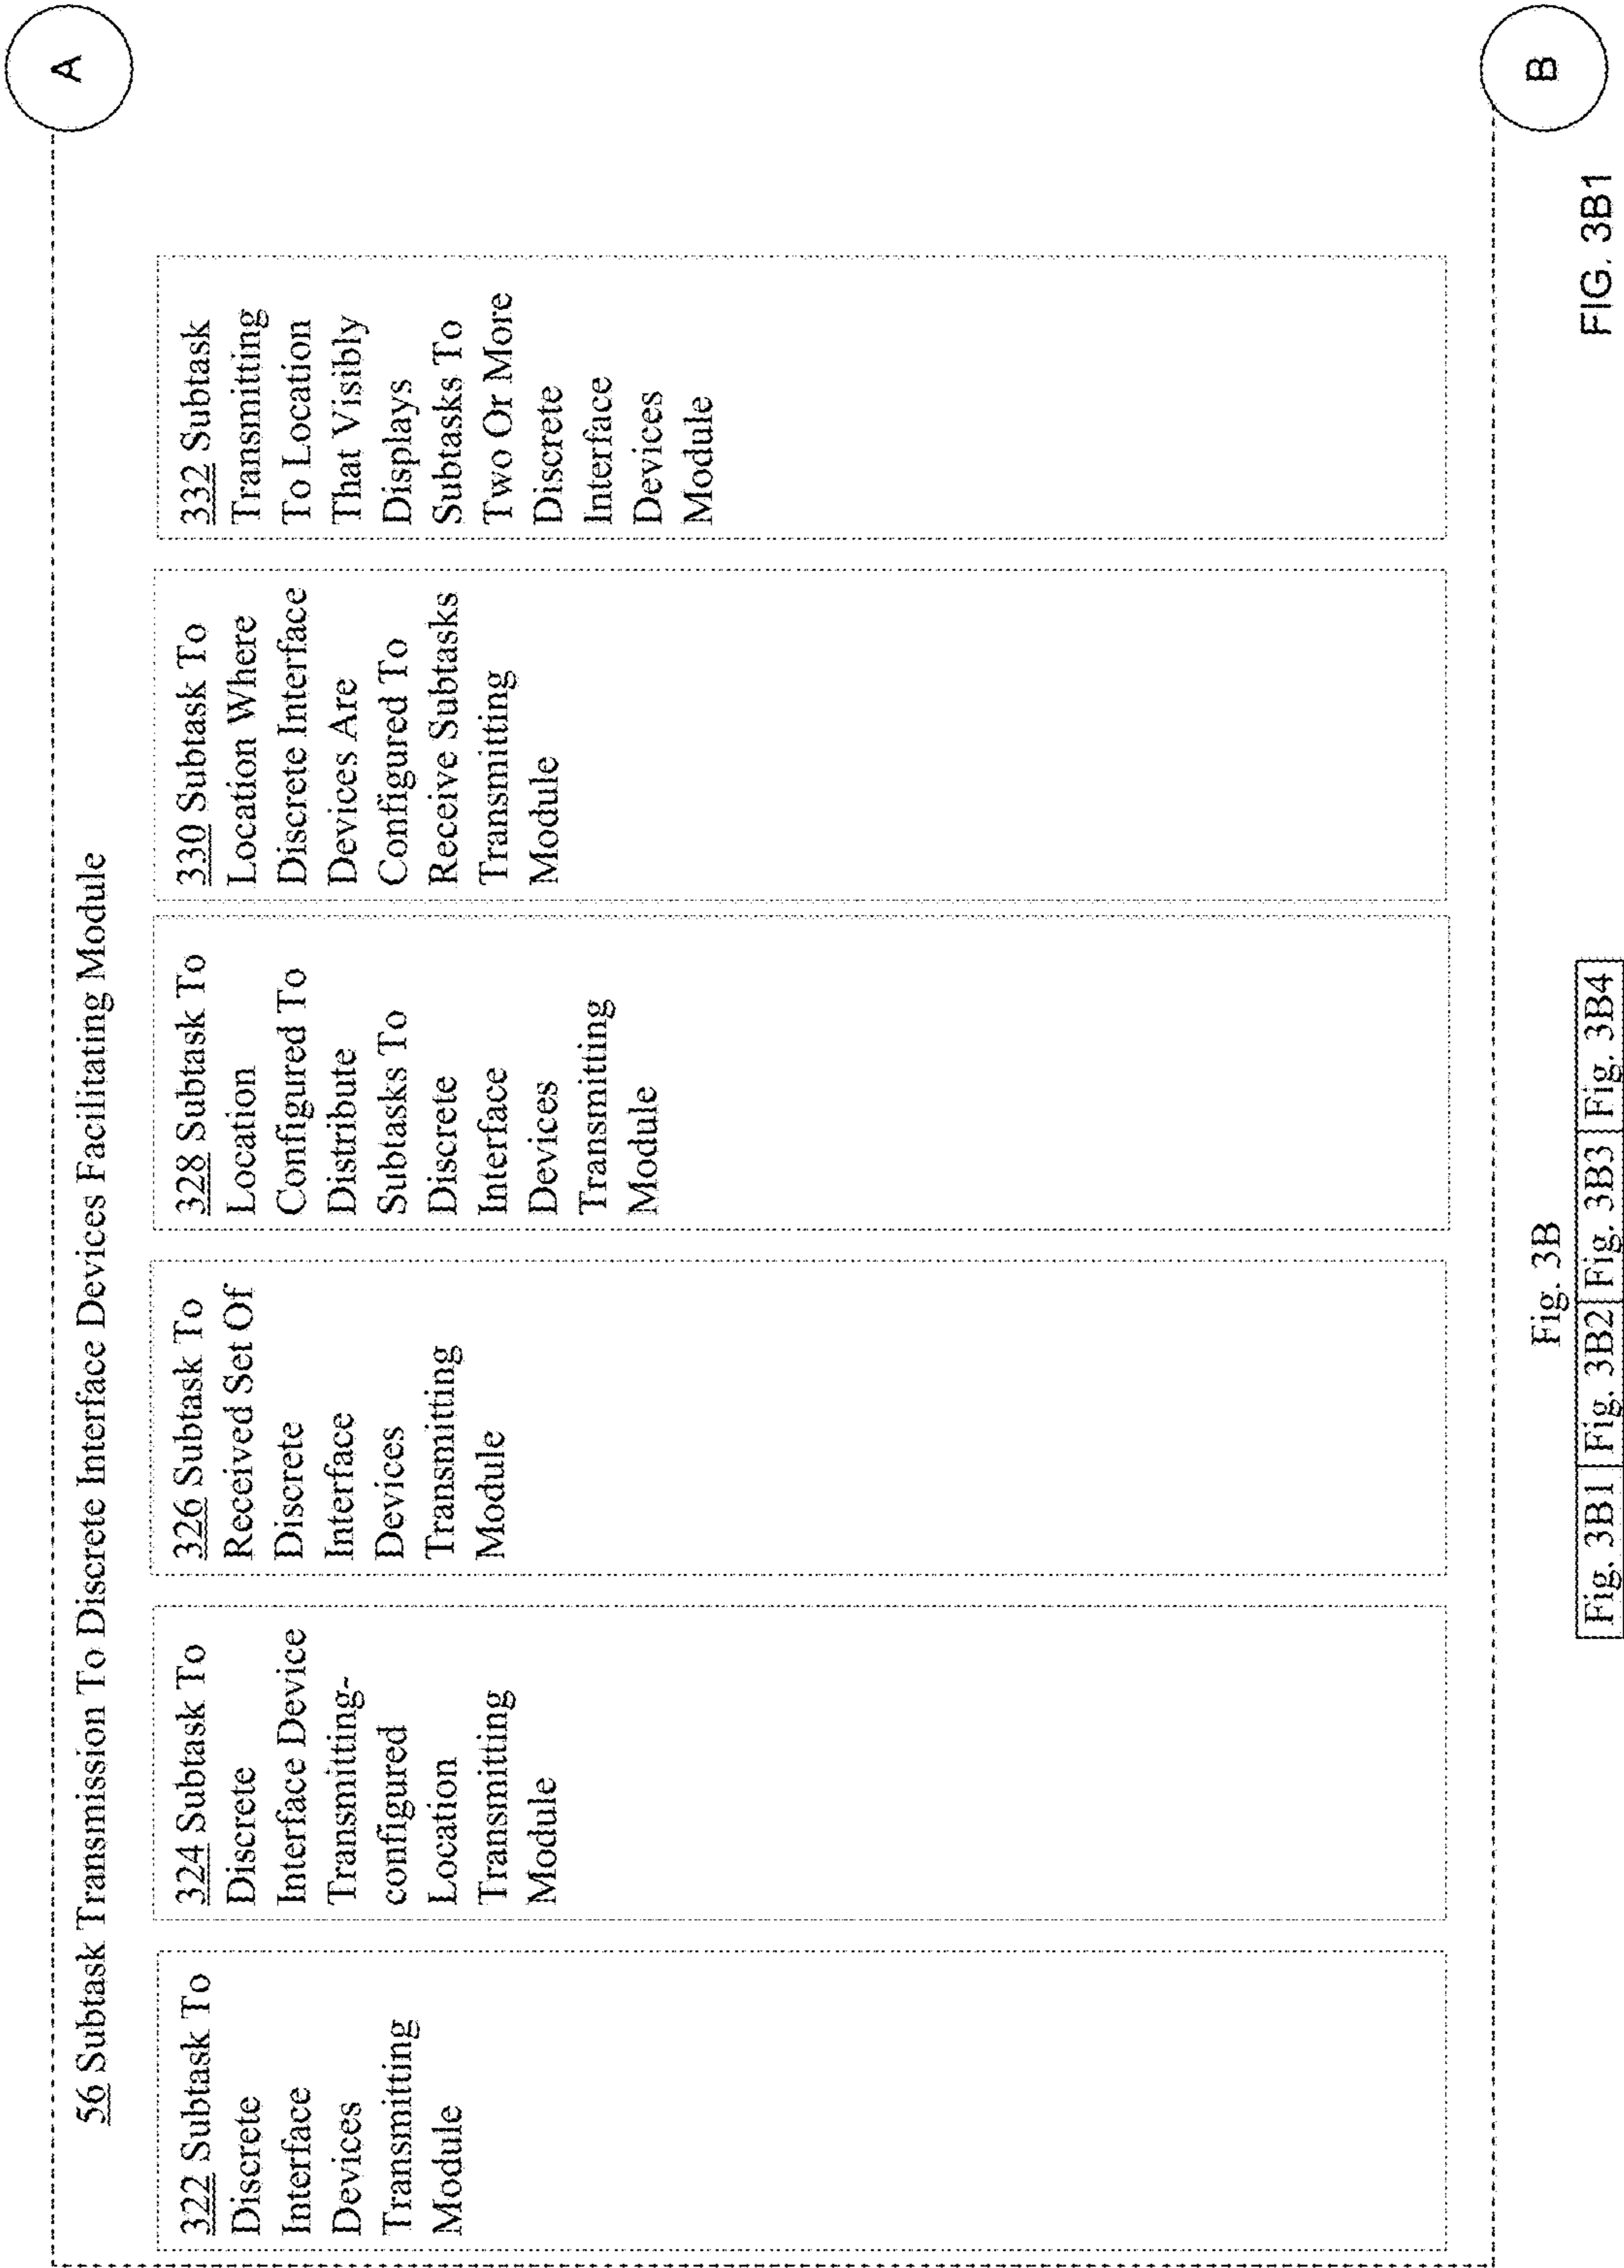 A
56 Subtask Transmission To Discrete Interface Devices Facilitating Module
322 Subtask To
Discrete
Interface
Devices
Transmitting
Module
324 Subtask To
Discrete
Interface Device
Transmitting-
configured
Location
Transmitting
Module
326 Subtask To
Received Set Of
Discrete
Interface
Devices
Transmitting
Module
328 Subtask To
Location
Configured To
Distribute
Subtasks To
Discrete
Interface
Devices
Transmitting
Module
330 Subtask To
Location Where
Discrete Interface
Devices Are
Configured To
Receive Subtasks
Transmitting
Module
332 Subtask
Transmitting
To Location
That Visibly
Displays
Subtasks To
Two Or More
Discrete
Interface
Devices
Module
B
Fig. 3B
Fig. 3B1 Fig. 3B2 Fig. 3B3 Fig. 3B4
FIG. 3B1